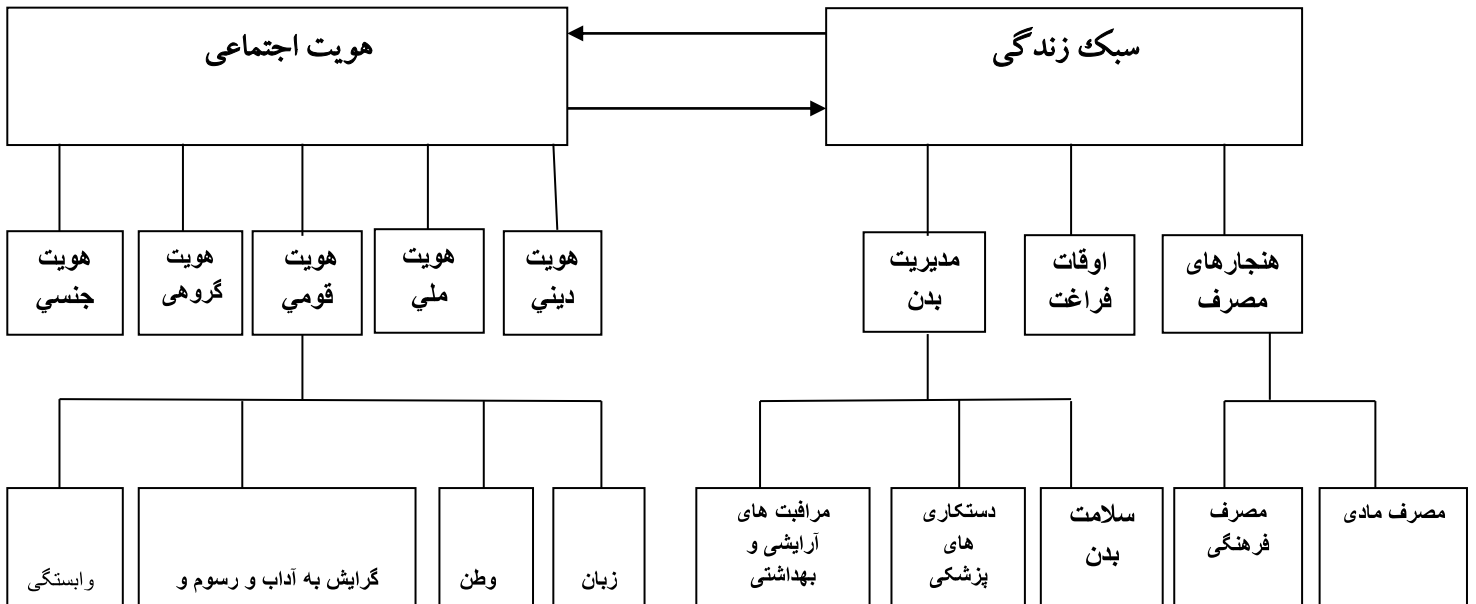 سبک زندگی
هویت اجتماعی
هنجارهای
مصرف
اوقات
فراغت
مدیریت
بدن
هویت
ديني
هويت
ملي
هویت
قومي
هویت
گروهی
هویت
جنسي
مصرف مادی
مصرف
فرهنگی
سلامت
بدن
دستکاری
های
پزشکی
مرافبت های
آرایشی و
بهداشتی
زبان
وطن
گرایش به آداب و رسوم و
وابستگی